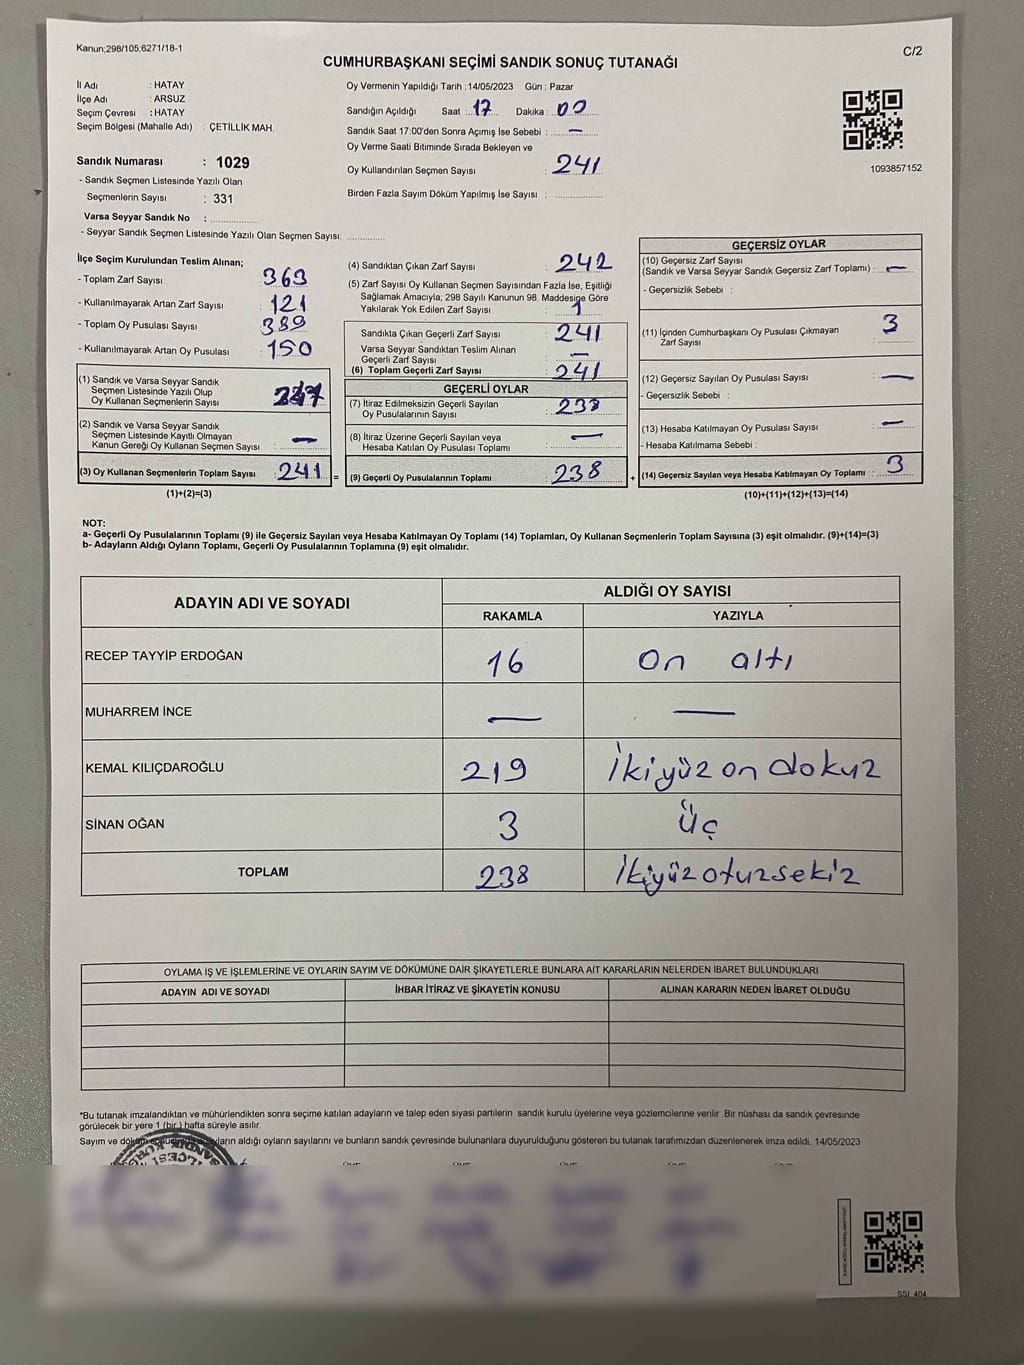 Kanun;298/105;6271/18-1
C/2
CUMHURBAŞKANI SEÇİMİ SANDIK SONUÇ TUTANAĞI
İl Adı : HATAY
İlçe Adı : ARSUZ
Seçim Çevresi : HATAY
Seçim Bölgesi (Mahalle Adı) : ÇETİLLİK MAH.
Sandık Numarası : 1029
- Sandık Seçmen Listesinde Yazılı Olan
Seçmenlerin Sayısı : 331
Varsa Seyyar Sandık No :
- Seyyar Sandık Seçmen Listesinde Yazılı Olan Seçmen Sayısı:
Oy Vermenin Yapıldığı Tarih :14/05/2023 Gün : Pazar
Sandığın Açıldığı Saat : 17 Dakika : 00
Sandık Saat 17:00'den Sonra Açımış İse Sebebi : —
Oy Verme Saati Bitiminde Sırada Bekleyen ve
Oy Kullandırılan Seçmen Sayısı : 241
Birden Fazla Sayım Döküm Yapılmış İse Sayısı :
1093857152
İlçe Seçim Kurulundan Teslim Alınan;
- Toplam Zarf Sayısı : 363
- Kullanılmayarak Artan Zarf Sayısı : 121
- Toplam Oy Pusulası Sayısı : 389
- Kullanılmayarak Artan Oy Pusulası : 150
(1) Sandık ve Varsa Seyyar Sandık
Seçmen Listesinde Yazılı Olup
Oy Kullanan Seçmenlerin Sayısı
(2) Sandık ve Varsa Seyyar Sandık
Seçmen Listesinde Kayıtlı Olmayan
Kanun Gereği Oy Kullanan Seçmen Sayısı : —
(3) Oy Kullanan Seçmenlerin Toplam Sayısı : 241 =
(1)+(2)=(3)
(4) Sandıktan Çıkan Zarf Sayısı : 242
(5) Zarf Sayısı Oy Kullanan Seçmen Sayısından Fazla İse, Eşitliği
Sağlamak Amacıyla; 298 Sayılı Kanunun 98. Maddesine Göre
Yakılarak Yok Edilen Zarf Sayısı : 1
Sandıkta Çıkan Geçerli Zarf Sayısı : 241
Varsa Seyyar Sandıktan Teslim Alınan
Geçerli Zarf Sayısı : —
(6) Toplam Geçerli Zarf Sayısı : 241
GEÇERLİ OYLAR
(7) İtiraz Edilmeksizin Geçerli Sayılan
Oy Pusulalarının Sayısı : 238
(8) İtiraz Üzerine Geçerli Sayılan veya
Hesaba Katılan Oy Pusulası Toplamı : —
(9) Geçerli Oy Pusulalarının Toplamı : 238 +
GEÇERSİZ OYLAR
(10) Geçersiz Zarf Sayısı
(Sandık ve Varsa Seyyar Sandık Geçersiz Zarf Toplamı) : —
- Geçersizlik Sebebi :
(11) İçinden Cumhurbaşkanı Oy Pusulası Çıkmayan
Zarf Sayısı : 3
(12) Geçersiz Sayılan Oy Pusulası Sayısı : —
- Geçersizlik Sebebi :
(13) Hesaba Katılmayan Oy Pusulası Sayısı : —
- Hesaba Katılmama Sebebi :
(14) Geçersiz Sayılan veya Hesaba Katılmayan Oy Toplamı : 3
(10)+(11)+(12)+(13)=(14)
NOT:
a- Geçerli Oy Pusulalarının Toplamı (9) ile Geçersiz Sayılan veya Hesaba Katılmayan Oy Toplamı (14) Toplamları, Oy Kullanan Seçmenlerin Toplam Sayısına (3) eşit olmalıdır. (9)+(14)=(3)
b- Adayların Aldığı Oyların Toplamı, Geçerli Oy Pusulalarının Toplamına (9) eşit olmalıdır.
ADAYIN ADI VE SOYADI
ALDIĞI OY SAYISI
RAKAMLA YAZIYLA
RECEP TAYYİP ERDOĞAN 16 On altı
MUHARREM İNCE — —
KEMAL KILIÇDAROĞLU 219 İkiyüz on dokuz
SİNAN OĞAN 3 üç
TOPLAM 238 İkiyüzotuzsekiz
OYLAMA İŞ VE İŞLEMLERİNE VE OYLARIN SAYIM VE DÖKÜMÜNE DAİR ŞİKAYETLERLE BUNLARA AİT KARARLARIN NELERDEN İBARET BULUNDUKLARI
ADAYIN ADI VE SOYADI İHBAR İTİRAZ VE ŞİKAYETİN KONUSU ALINAN KARARIN NEDEN İBARET OLDUĞU
*Bu tutanak imzalandıktan ve mühürlendikten sonra seçime katılan adayların ve talep eden siyasi partilerin sandık kurulu üyelerine veya gözlemcilerine verilir. Bir nüshası da sandık çevresinde
görülecek bir yere 1 (bir) hafta süreyle asılır.
Sayım ve aldığı oyların sayılarını ve bunların sandık çevresinde bulunanlara duyurulduğunu gösteren bu tutanak tarafımızdan düzenlenerek imza edildi. 14/05/2023
SSI_404